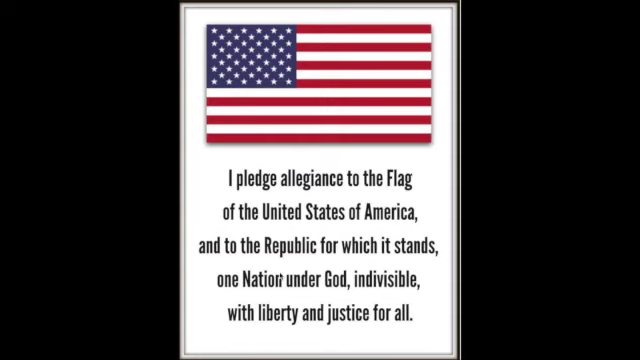 I pledge allegiance to the Flag
of the United States of America,
and to the Republic for which it stands,
one Nation under God, indivisible,
with liberty and justice for all.